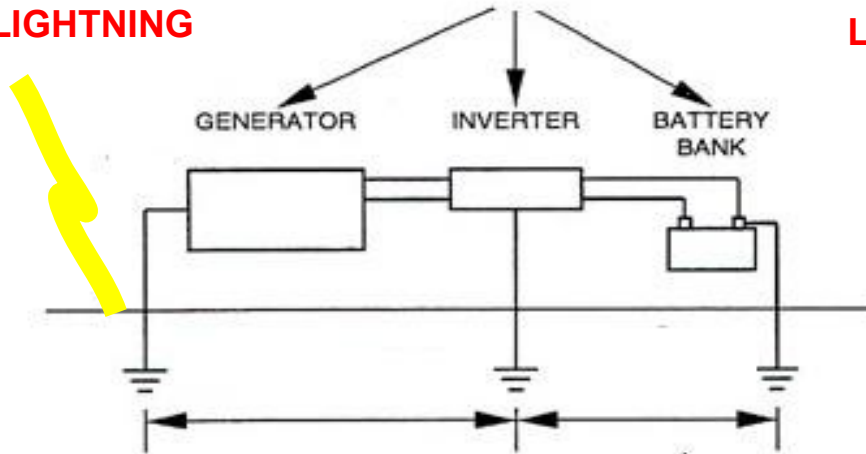 LIGHTNING
L
GENERATOR
INVERTER
BATTERY
BANK